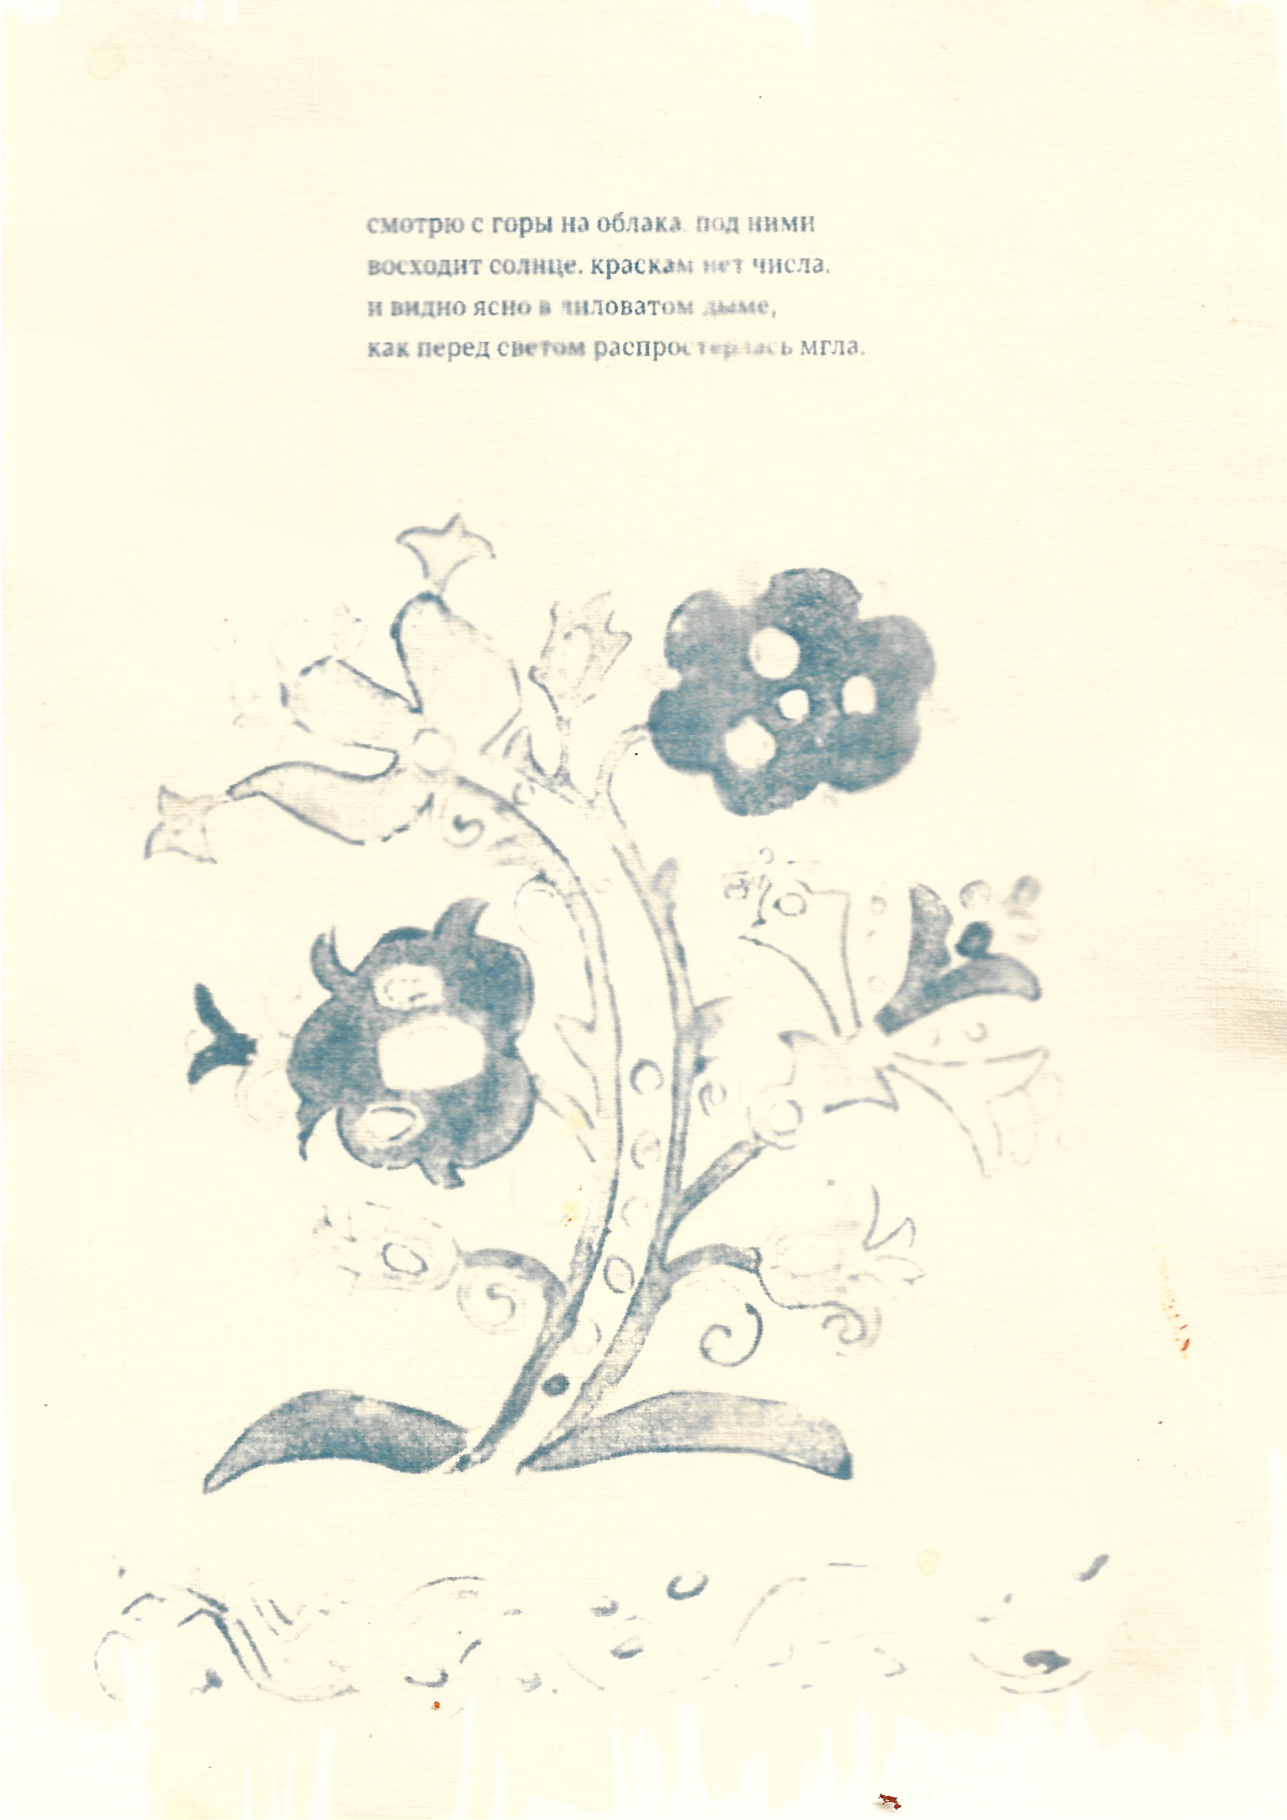 смотрю с горы на облака. под ними
восходит солнце. краскам нет числа.
и видно ясно в лиловатом дыме,
как перед светом распростерлась мгла.